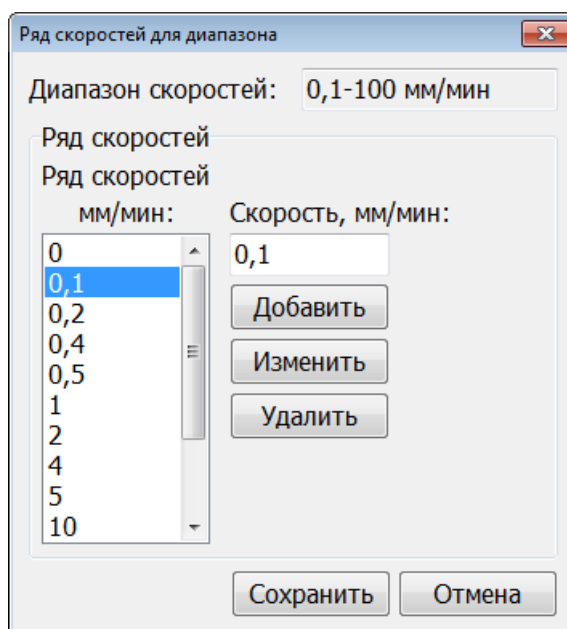 Ряд скоростей для диапазона
Диапазон скоростей: 0,1-100 мм/мин
Ряд скоростей
Ряд скоростей
мм/мин: Скорость, мм/мин:
0
0,1
0,2
0,4
0,5
1
2
4
5
10
0,1
Добавить
Изменить
Удалить
Сохранить Отмена